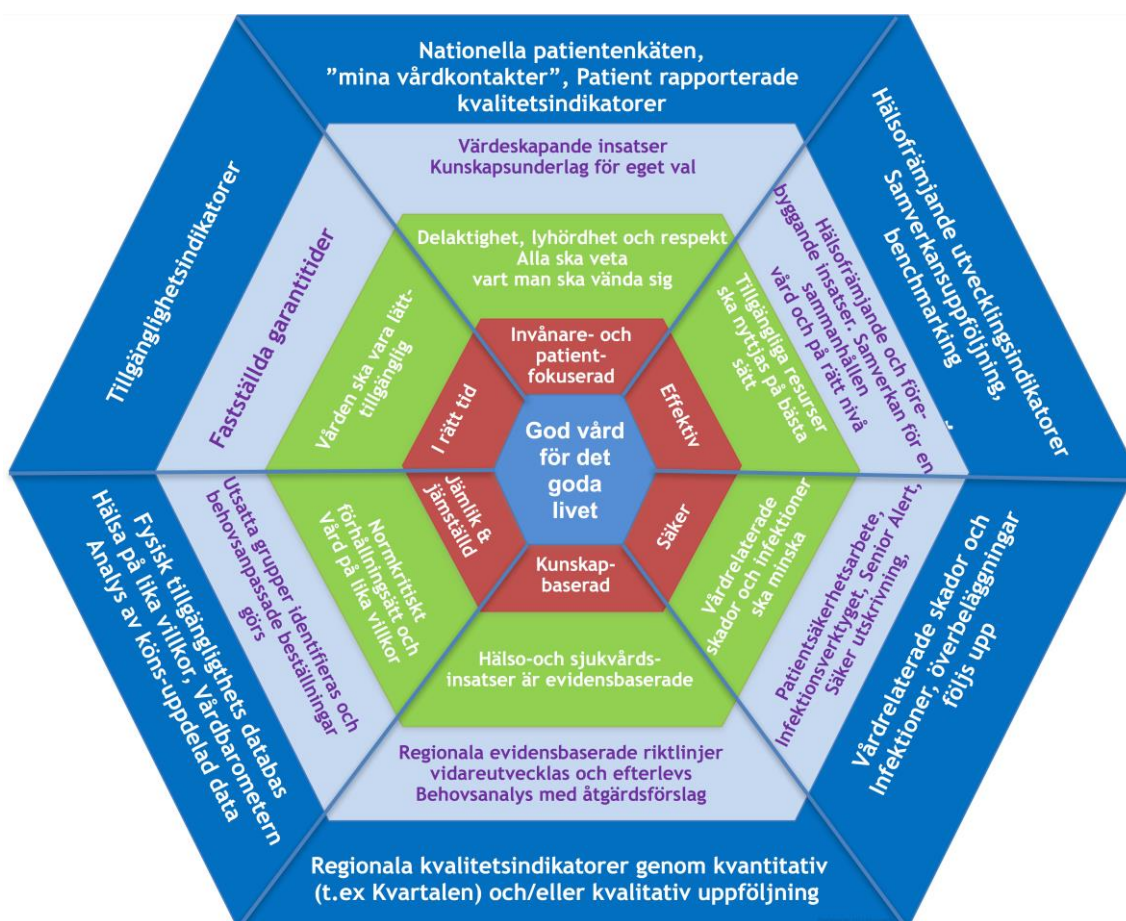 Nationella patientenkäten,
”mina vårdkontakter”, Patient rapporterade
kvalitetsindikatorer
Värdeskapande insatser
Kunskapsunderlag för eget val
Delaktighet, lyhördhet och respekt
Alla ska veta
vart man ska vända sig
Invånare- och
patient-
fokuserad
Hälsofrämjande utvecklingsindikatorer
Samverkansuppföljning,
benchmarking
Hälsofrämjande och före-
byggande insatser. Samverkan för en
sammanhållen
vård och på rätt nivå
Tillgängliga resurser
ska nyttjas på bästa
sätt
Effektiv
Vårdrelaterade skador och
Infektioner, överbeläggningar
följs upp
Patientsäkerhetsarbete,
Infektionsverktyget, Senior Alert,
Säker utskrivning,
Vårdrelaterade
skador och infektioner
ska minska
Säker
Kunskap-
baserad
Hälso-och sjukvårds-
insatser är evidensbaserade
Regionala evidensbaserade riktlinjer
vidareutvecklas och efterlevs
Behovsanalys med åtgärdsförslag
Regionala kvalitetsindikatorer genom kvantitativ
(t.ex Kvartalen) och/eller kvalitativ uppföljning
Jämlik &
jämställd
Normkritiskt
förhållningsätt och
Vård på lika villkor
Utsatta grupper identifieras och
behovsanpassade beställningar
görs
Fysisk tillgängligthets databas
Hälsa på lika villkor, Vårdbarometern
Analys av köns-uppdelad data
I rätt tid
Vården ska vara lätt-
tillgänglig
Fastställda garantitider
Tillgänglighetsindikatorer
God vård
för det
goda
livet